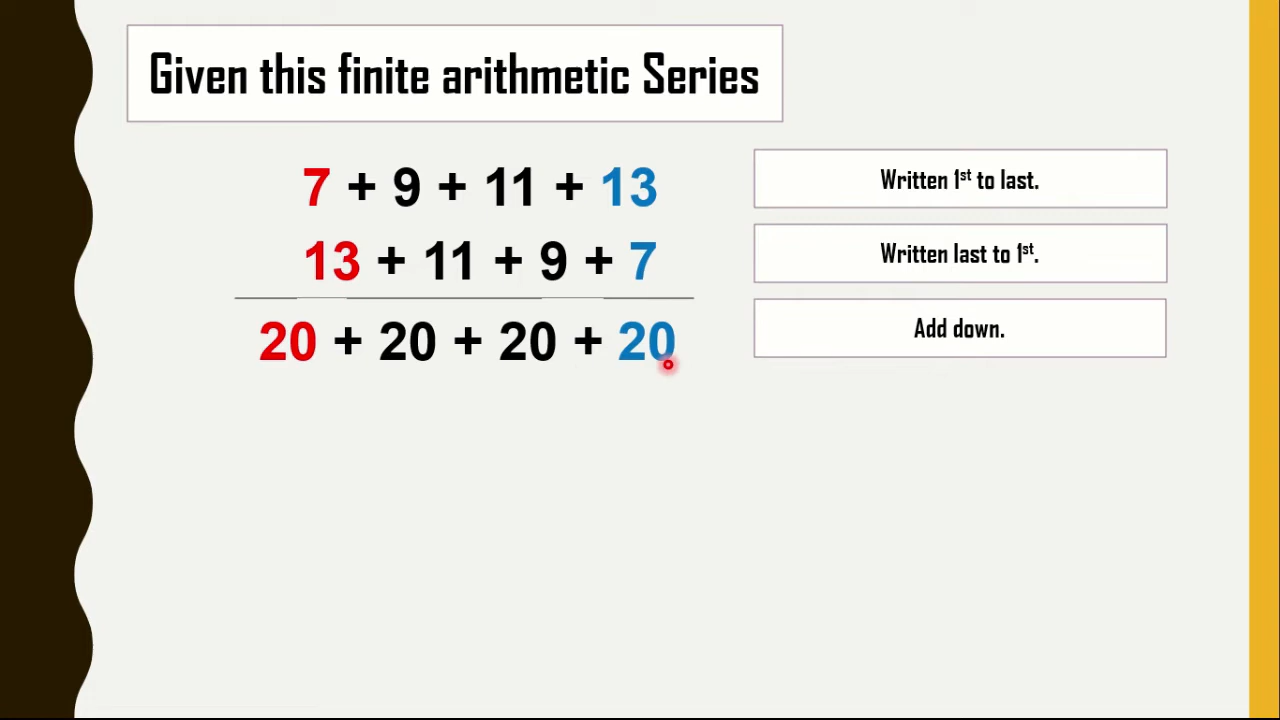 Given this finite arithmetic Series
7 + 9 + 11 + 13
Written 1st to last.
13 + 11 + 9 + 7
Written last to 1st.
20 + 20 + 20 + 20
Add down.